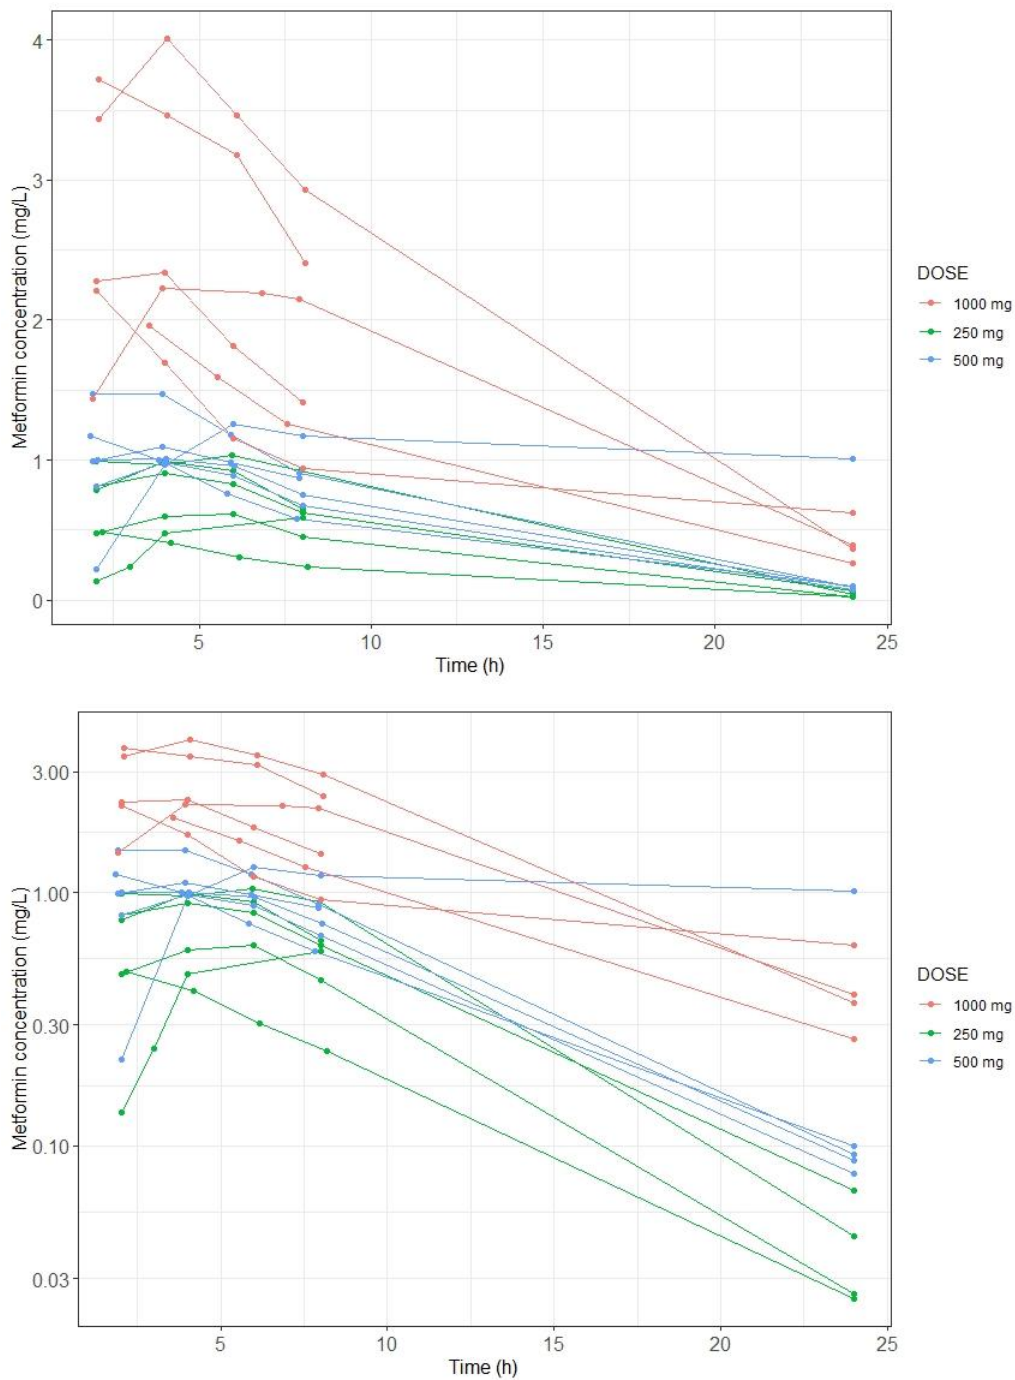 Metformin concentration (mg/L)
4
3
2
1
0
5
10
15
20
25
Time (h)
DOSE
1000 mg
250 mg
500 mg
Metformin concentration (mg/L)
3.00
1.00
0.30
0.10
0.03
5
10
15
20
25
Time (h)
DOSE
1000 mg
250 mg
500 mg